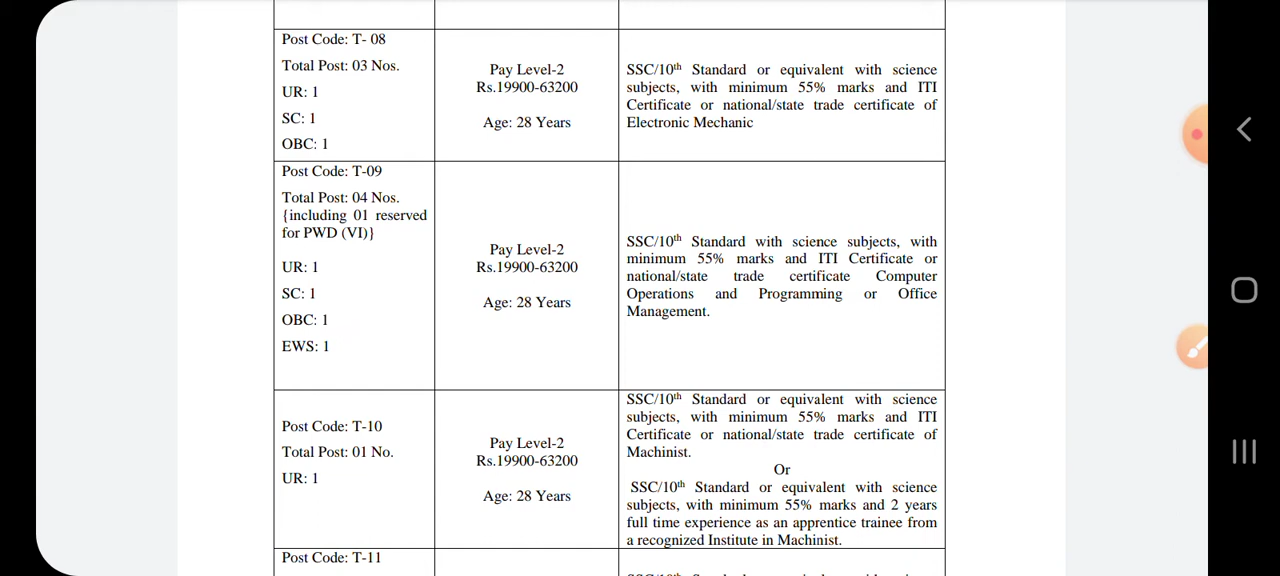 Post Code: T- 08
Total Post: 03 Nos.
UR: 1
SC: 1
OBC: 1
Pay Level-2
Rs.19900-63200
Age: 28 Years
SSC/10th Standard or equivalent with science
subjects, with minimum 55% marks and ITI
Certificate or national/state trade certificate of
Electronic Mechanic
Post Code: T-09
Total Post: 04 Nos.
{including 01 reserved
for PWD (VI)}
UR: 1
SC: 1
OBC: 1
EWS: 1
Pay Level-2
Rs.19900-63200
Age: 28 Years
SSC/10th Standard with science subjects, with
minimum 55% marks and ITI Certificate or
national/state trade certificate Computer
Operations and Programming or Office
Management.
Post Code: T-10
Total Post: 01 No.
UR: 1
Pay Level-2
Rs.19900-63200
Age: 28 Years
SSC/10th Standard or equivalent with science
subjects, with minimum 55% marks and ITI
Certificate or national/state trade certificate of
Machinist.
Or
SSC/10th Standard or equivalent with science
subjects, with minimum 55% marks and 2 years
full time experience as an apprentice trainee from
a recognized Institute in Machinist.
Post Code: T-11